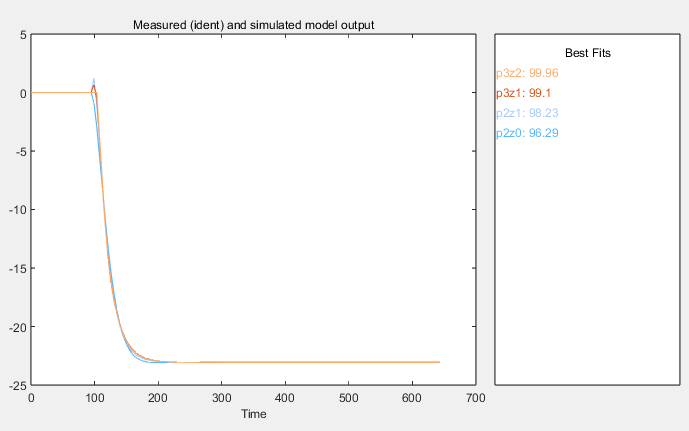 Measured (ident) and simulated model output
Best Fits
p3z2: 99.96
p3z1: 99.1
p2z1: 98.23
p2z0: 96.29
5
0
-5
-10
-15
-20
-25
0 100 200 300 400 500 600 700
Time